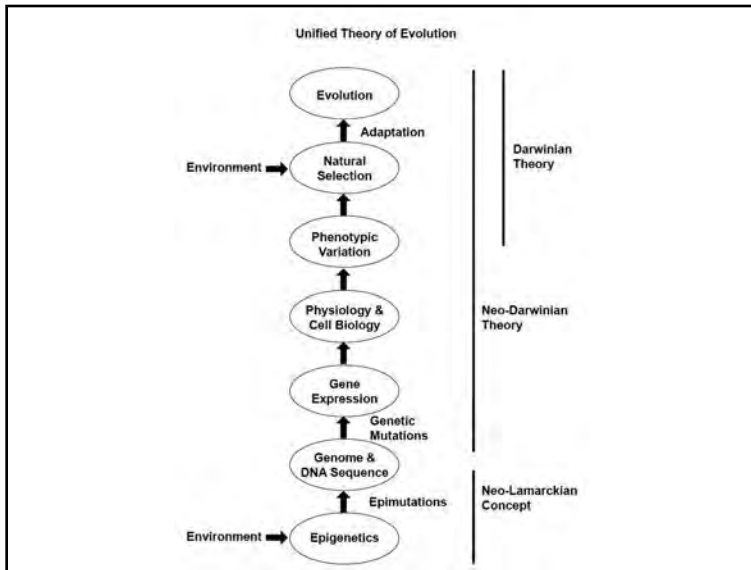 Unified Theory of Evolution
Evolution
Adaptation
Environment
Natural
Selection
Darwinian
Theory
Phenotypic
Variation
Physiology &
Cell Biology
Neo-Darwinian
Theory
Gene
Expression
Genetic
Mutations
Genome &
DNA Sequence
Epimutations
Neo-Lamarckian
Concept
Environment
Epigenetics